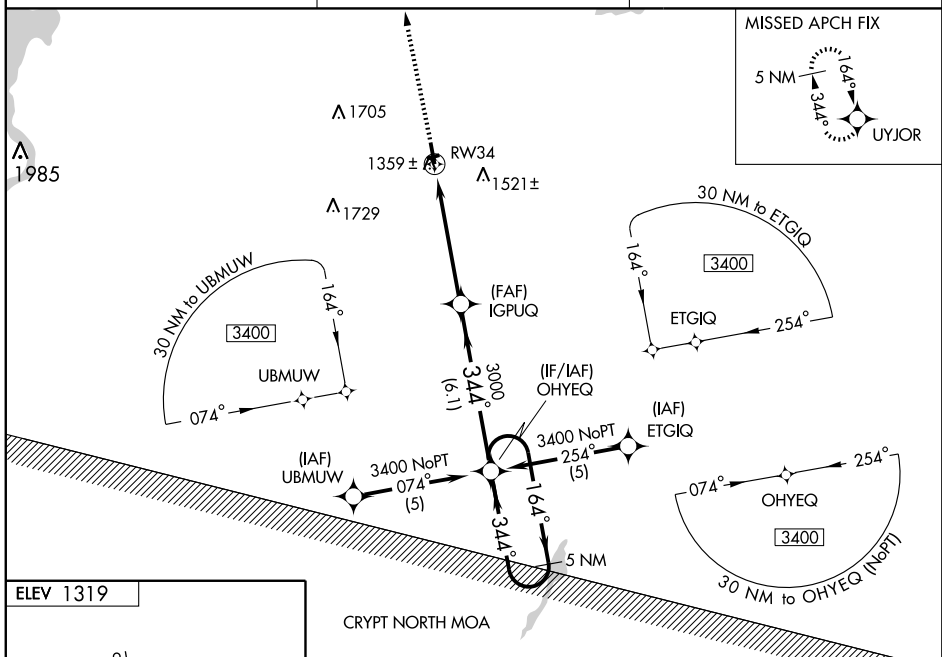 MISSED APCH FIX
5 NM
164°
344°
UYJOR
1705
1985
1359 ±
RW34
1521±
1729
30 NM to UBMUW
3400
164°
UBMUW
074°
30 NM to ETGIQ
3400
164°
ETGIQ
254°
(FAF)
IGPUQ
3000
344°
(6.1)
(IF/IAF)
OHYEQ
(IAF)
ETGIQ
3400 NoPT
254°
(5)
(IAF)
UBMUW
3400 NoPT
074°
(5)
344°
164°
5 NM
074°
254°
OHYEQ
3400
30 NM to OHYEQ (NoPT)
ELEV 1319
CRYPT NORTH MOA